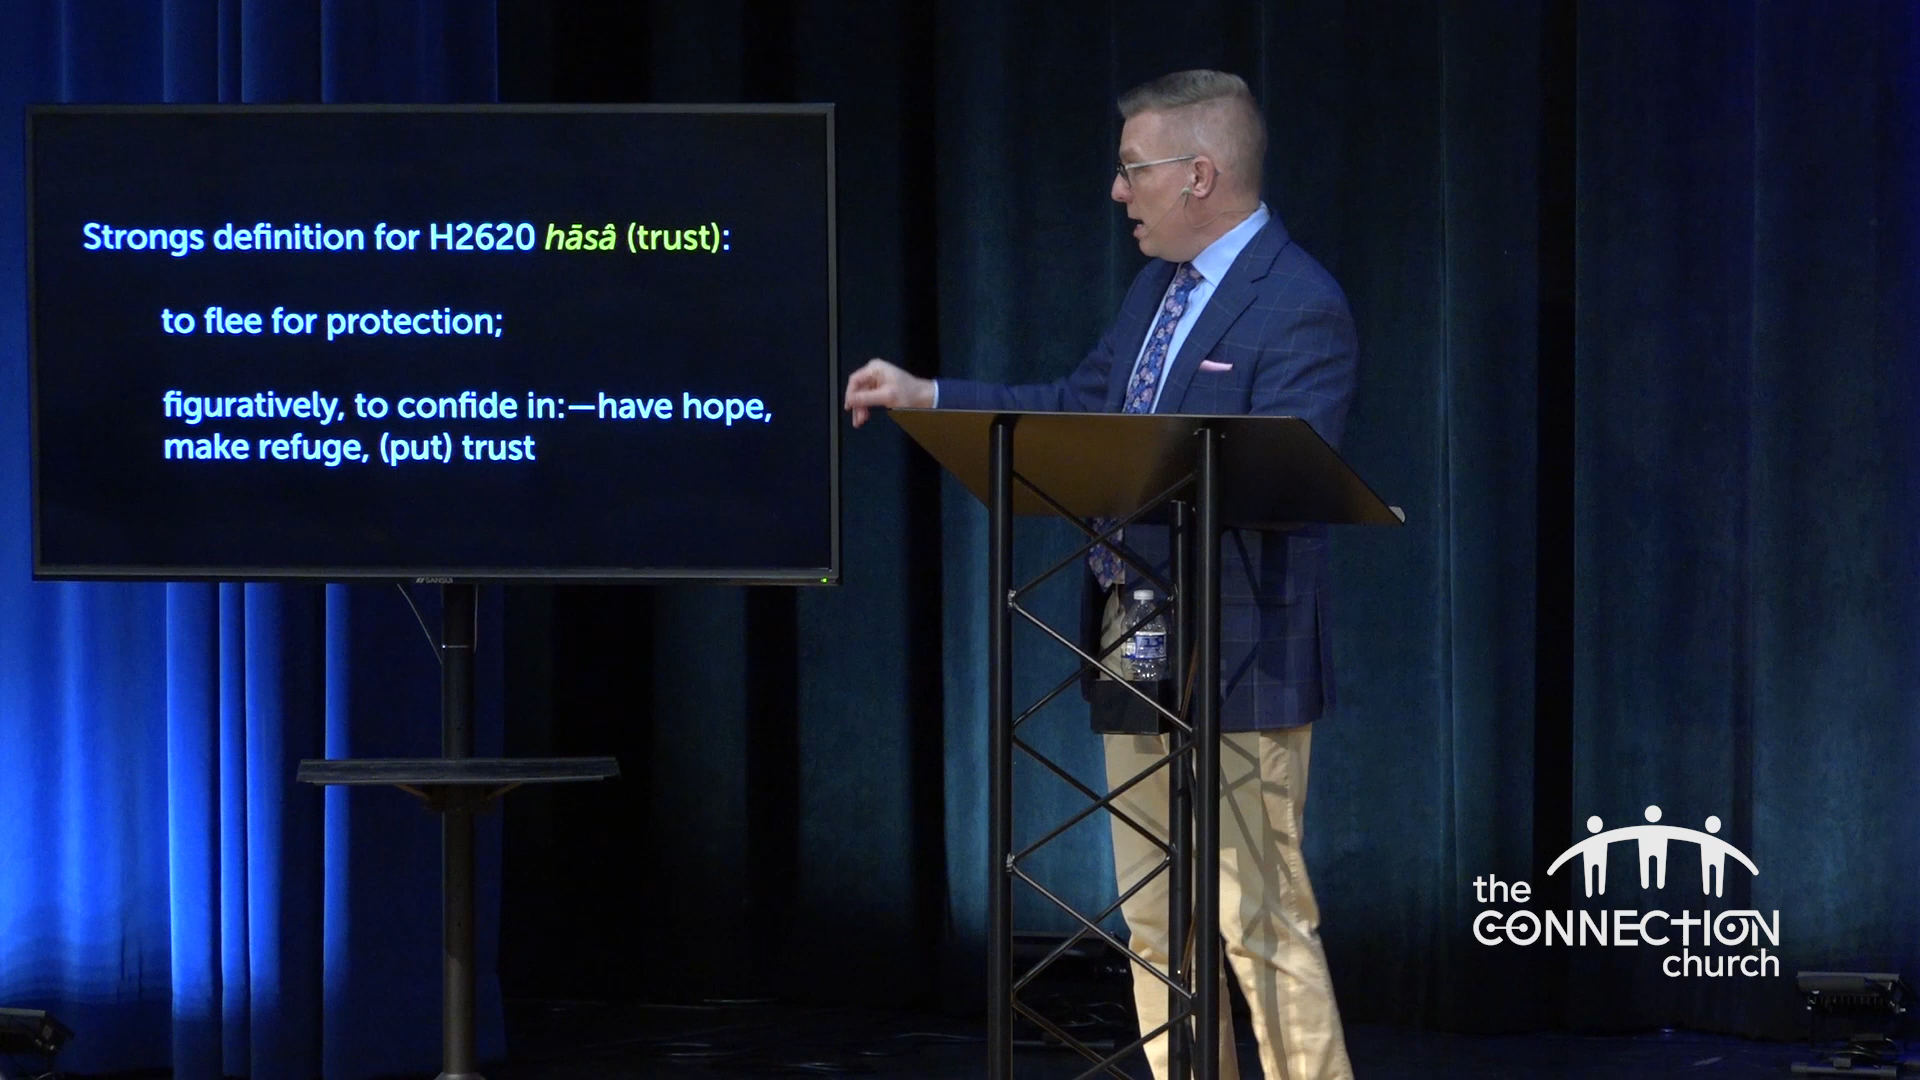 Strongs definition for H2620 hāsâ (trust):
to flee for protection;
figuratively, to confide in:—have hope,
make refuge, (put) trust
SANSUI
the
CONNECTION
church